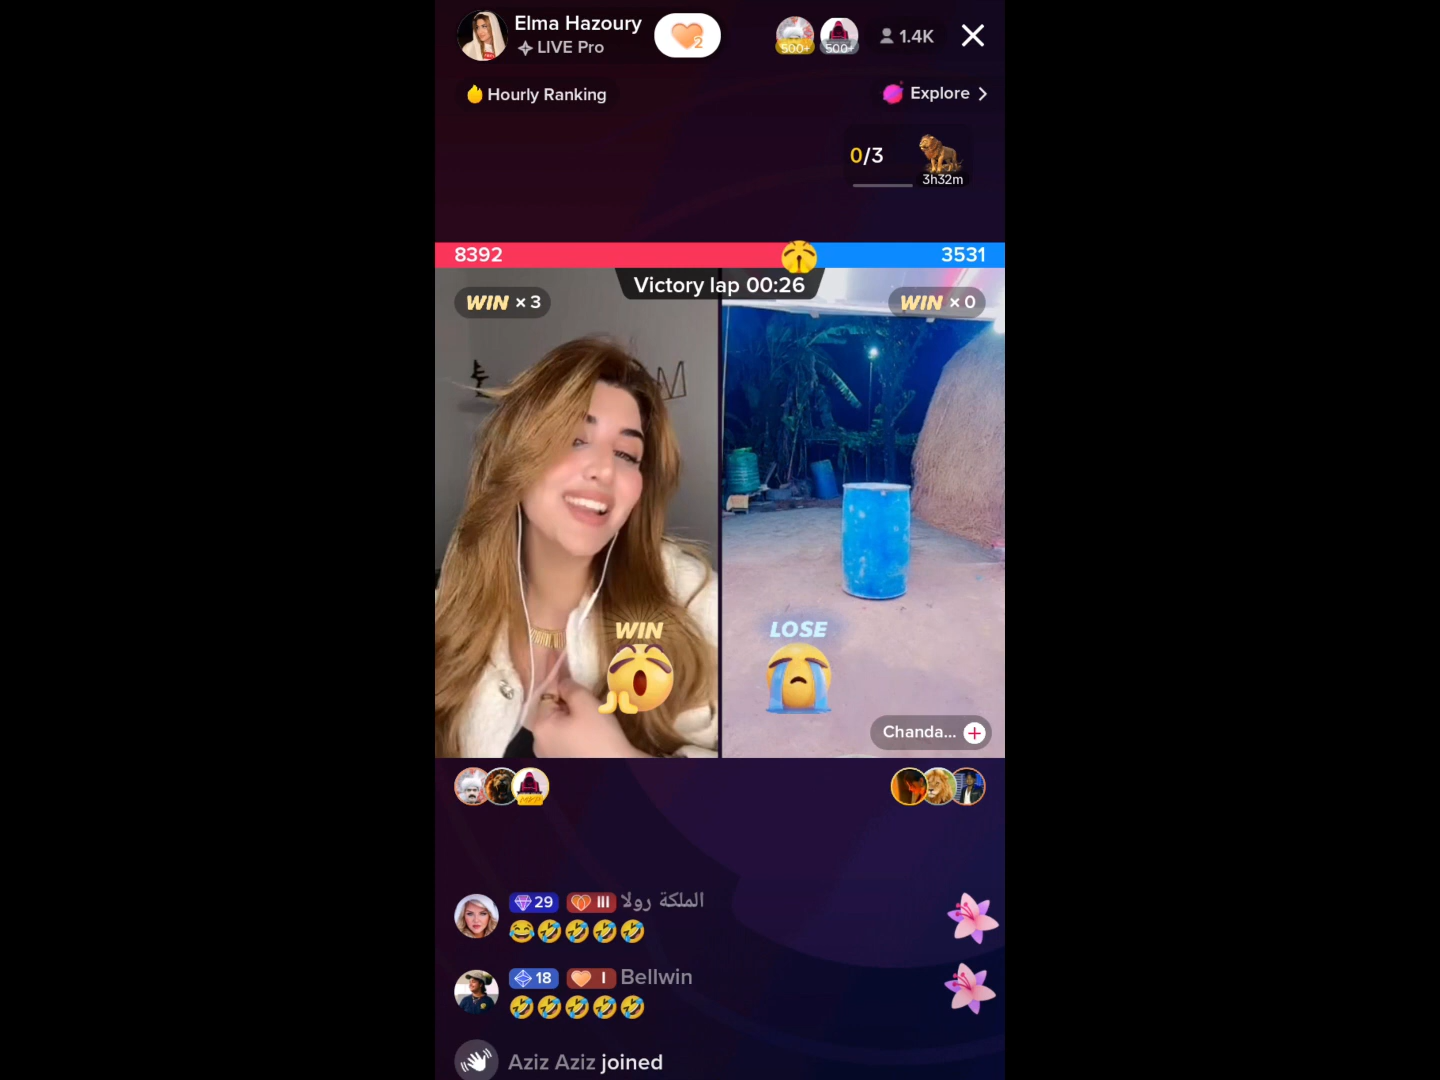 Elma Hazoury
LIVE Pro
2
500+
500+
1.4K
Hourly Ranking
Explore
0/3
3h32m
8392
3531
Victory lap 00:26
WIN × 3
WIN × 0
WIN
LOSE
Chanda...
29 III الملكة رولا
18 I Bellwin
Aziz Aziz joined